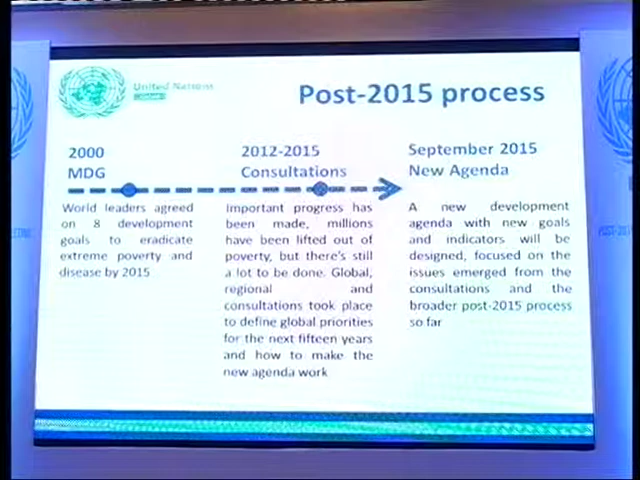 United Nations
Post-2015 process
2000
MDG
World leaders agreed
on 8 development
goals to eradicate
extreme poverty and
disease by 2015
2012-2015
Consultations
Important progress has
been made, millions
have been lifted out of
poverty, but there's still
a lot to be done. Global,
regional and
consultations took place
to define global priorities
for the next fifteen years
and how to make the
new agenda work
September 2015
New Agenda
A new development
agenda with new goals
and indicators will be
designed, focused on the
issues emerged from the
consultations and the
broader post-2015 process
so far